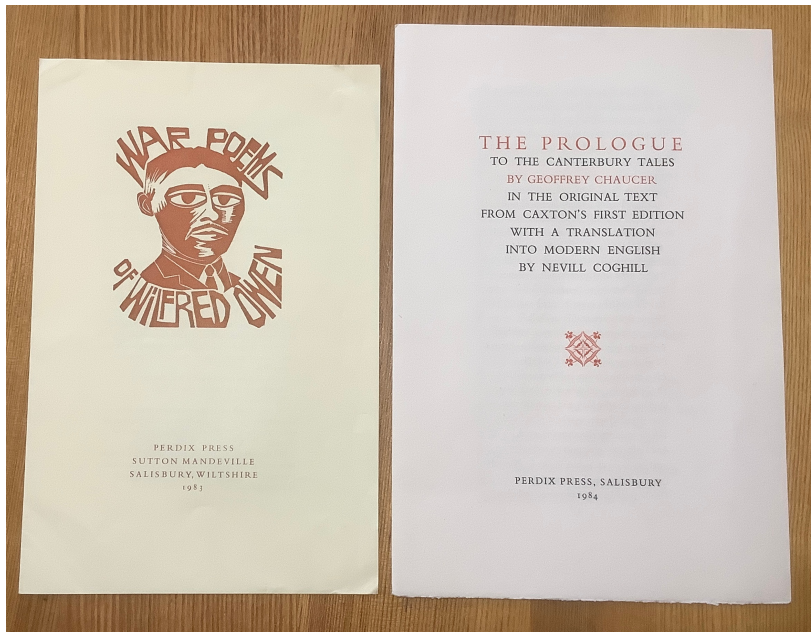 WAR POEMS
OF WILFRED OWEN
PERDIX PRESS
SUTTON MANDEVILLE
SALISBURY, WILTSHIRE
1983
THE PROLOGUE
TO THE CANTERBURY TALES
BY GEOFFREY CHAUCER
IN THE ORIGINAL TEXT
FROM CAXTON'S FIRST EDITION
WITH A TRANSLATION
INTO MODERN ENGLISH
BY NEVILL COGHILL
PERDIX PRESS, SALISBURY
1984